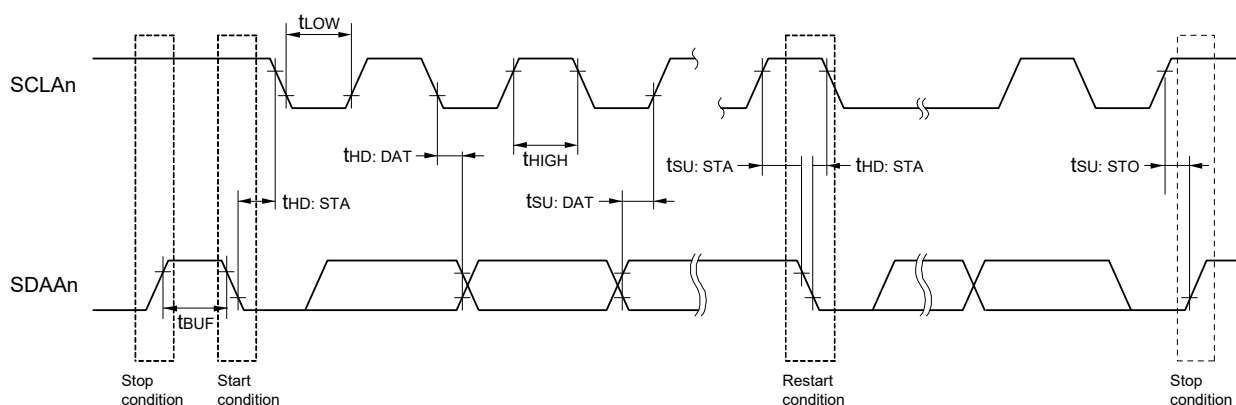 tLOW
SCLAn
tHD: DAT
tHIGH
tSU: STA
tHD: STA
tSU: STO
tHD: STA
tSU: DAT
SDAAn
tBUF
Stop
condition
Start
condition
Restart
condition
Stop
condition